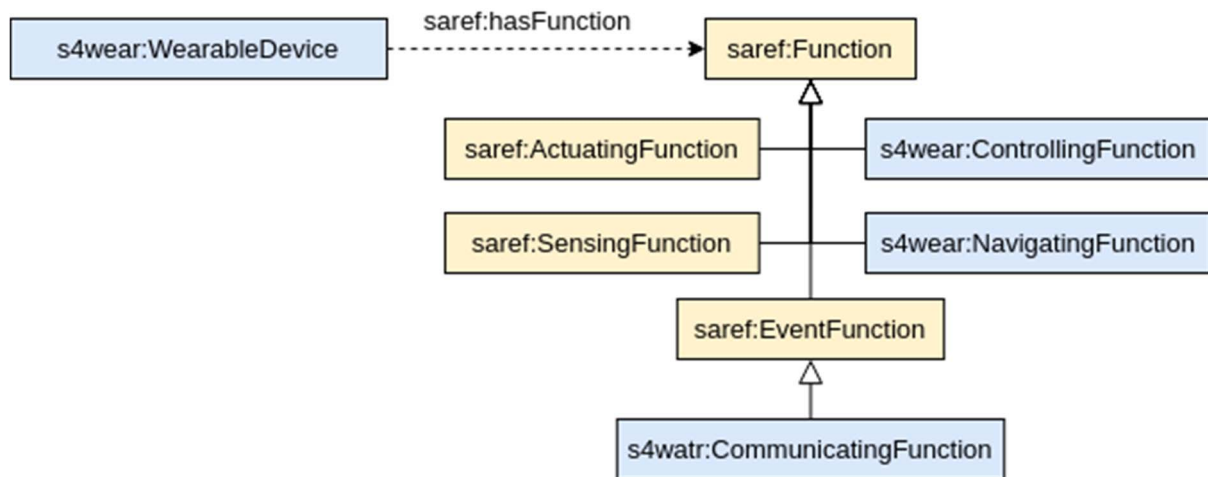 saref:hasFunction
s4wear:WearableDevice
saref:Function
saref:ActuatingFunction
s4wear:ControllingFunction
saref:SensingFunction
s4wear:NavigatingFunction
saref:EventFunction
s4watr:CommunicatingFunction